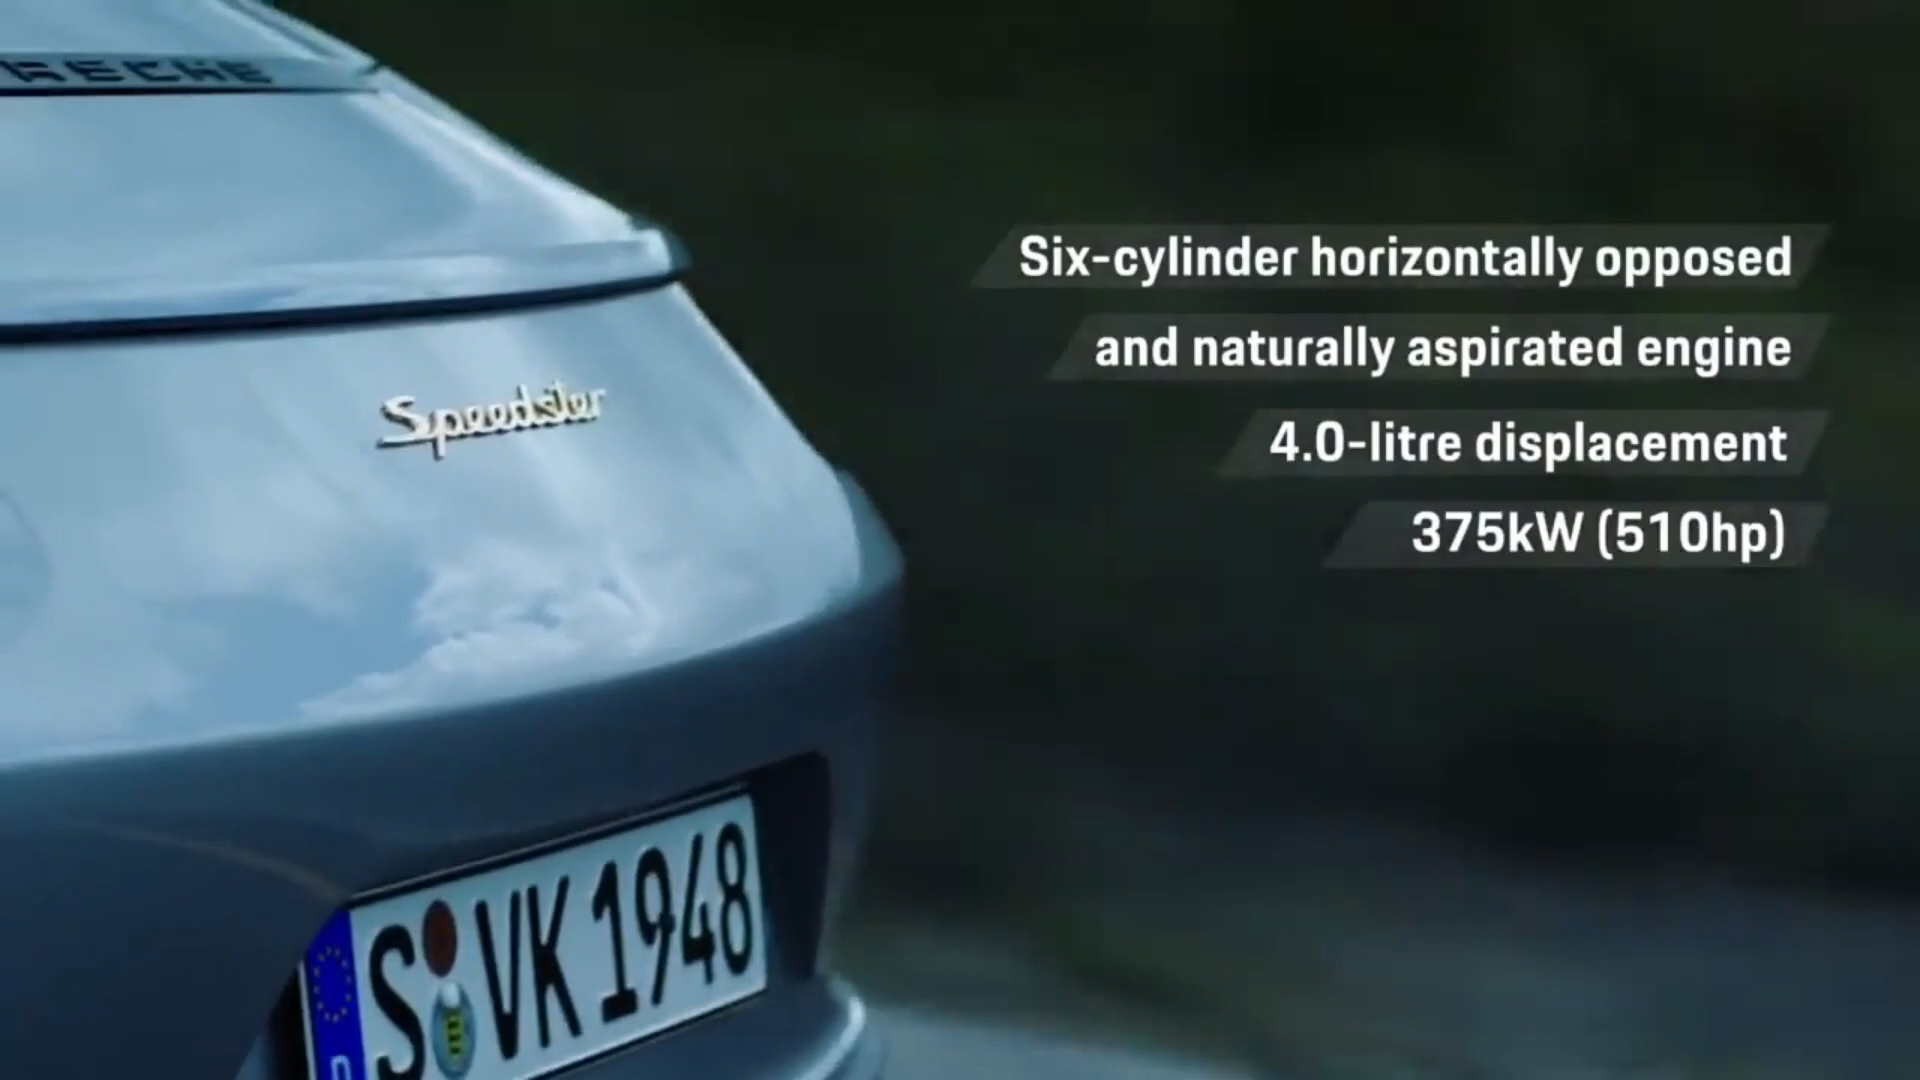 Six-cylinder horizontally opposed
and naturally aspirated engine
4.0-litre displacement
375kW (510hp)
Speedster
S VK 1948